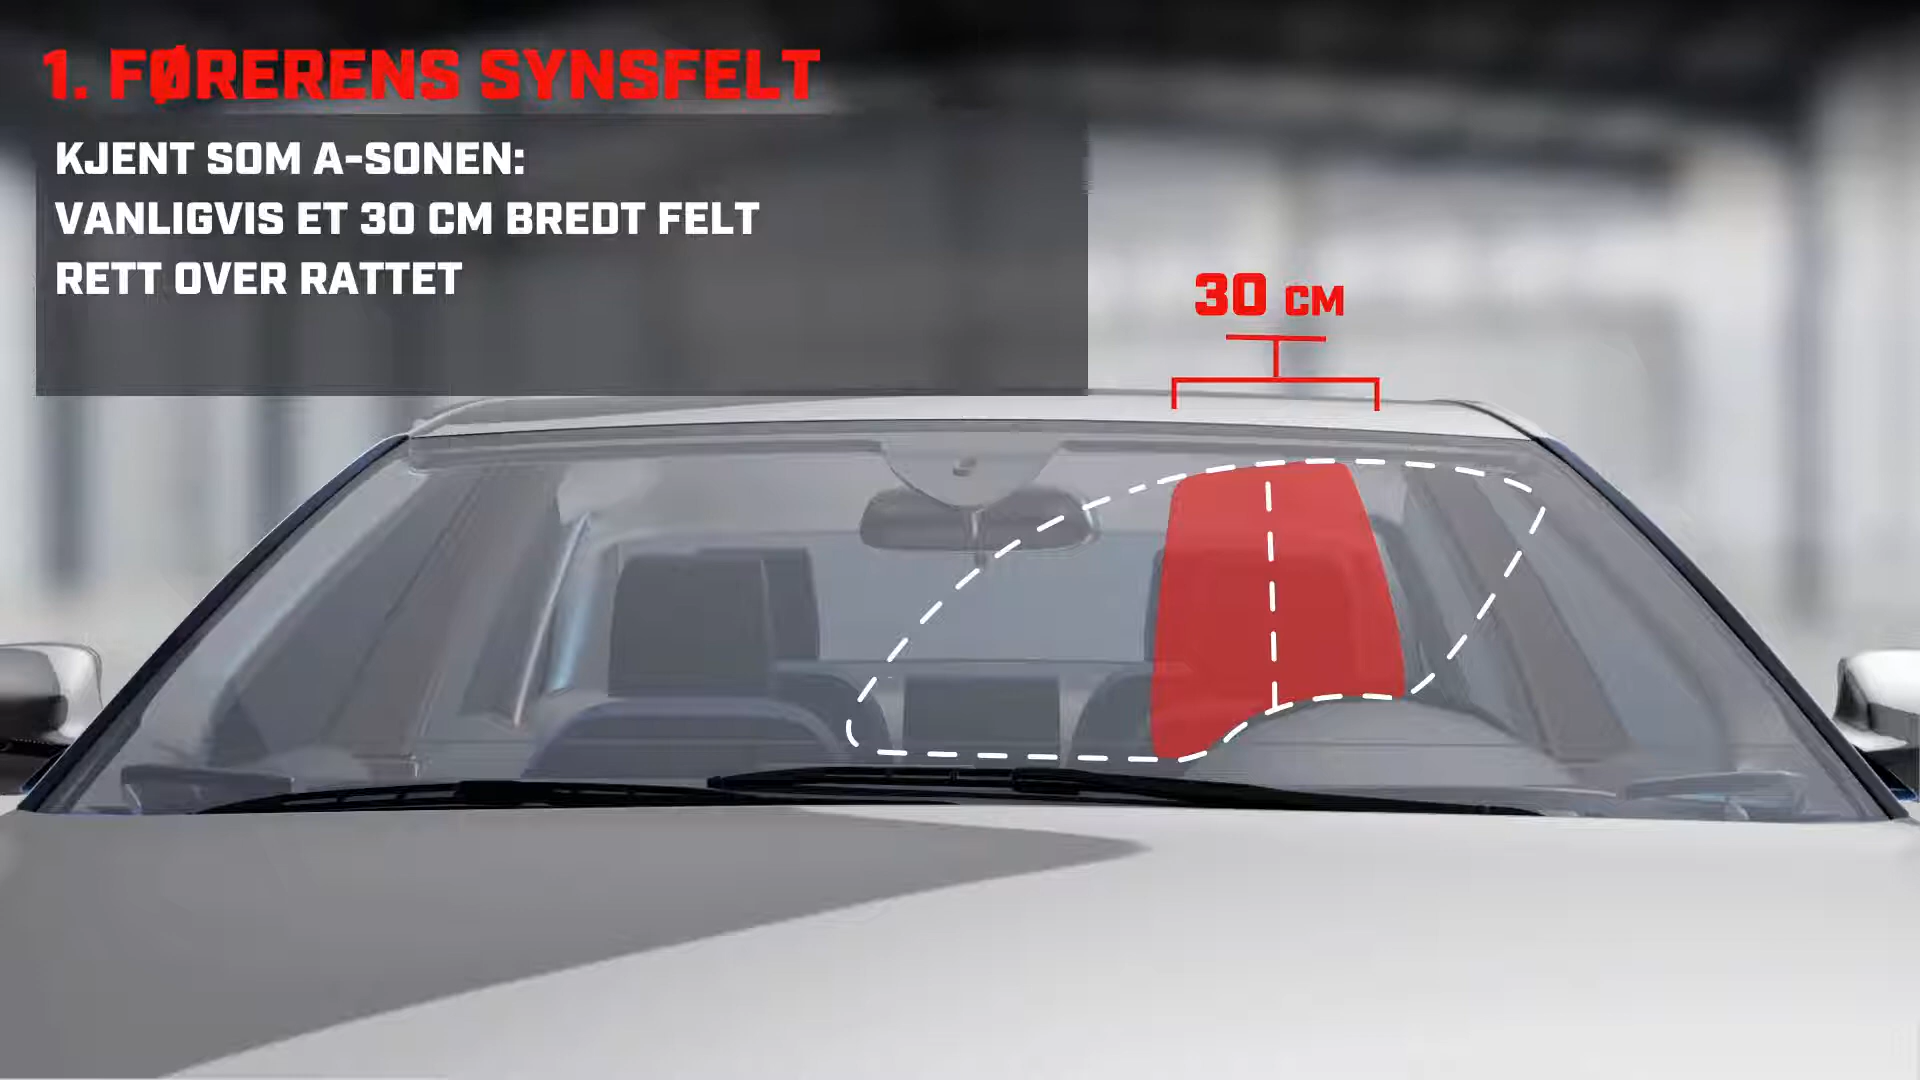 1. FØRERENS SYNSFELT
KJENT SOM A-SONEN:
VANLIGVIS ET 30 CM BREDT FELT
RETT OVER RATTET
30 CM